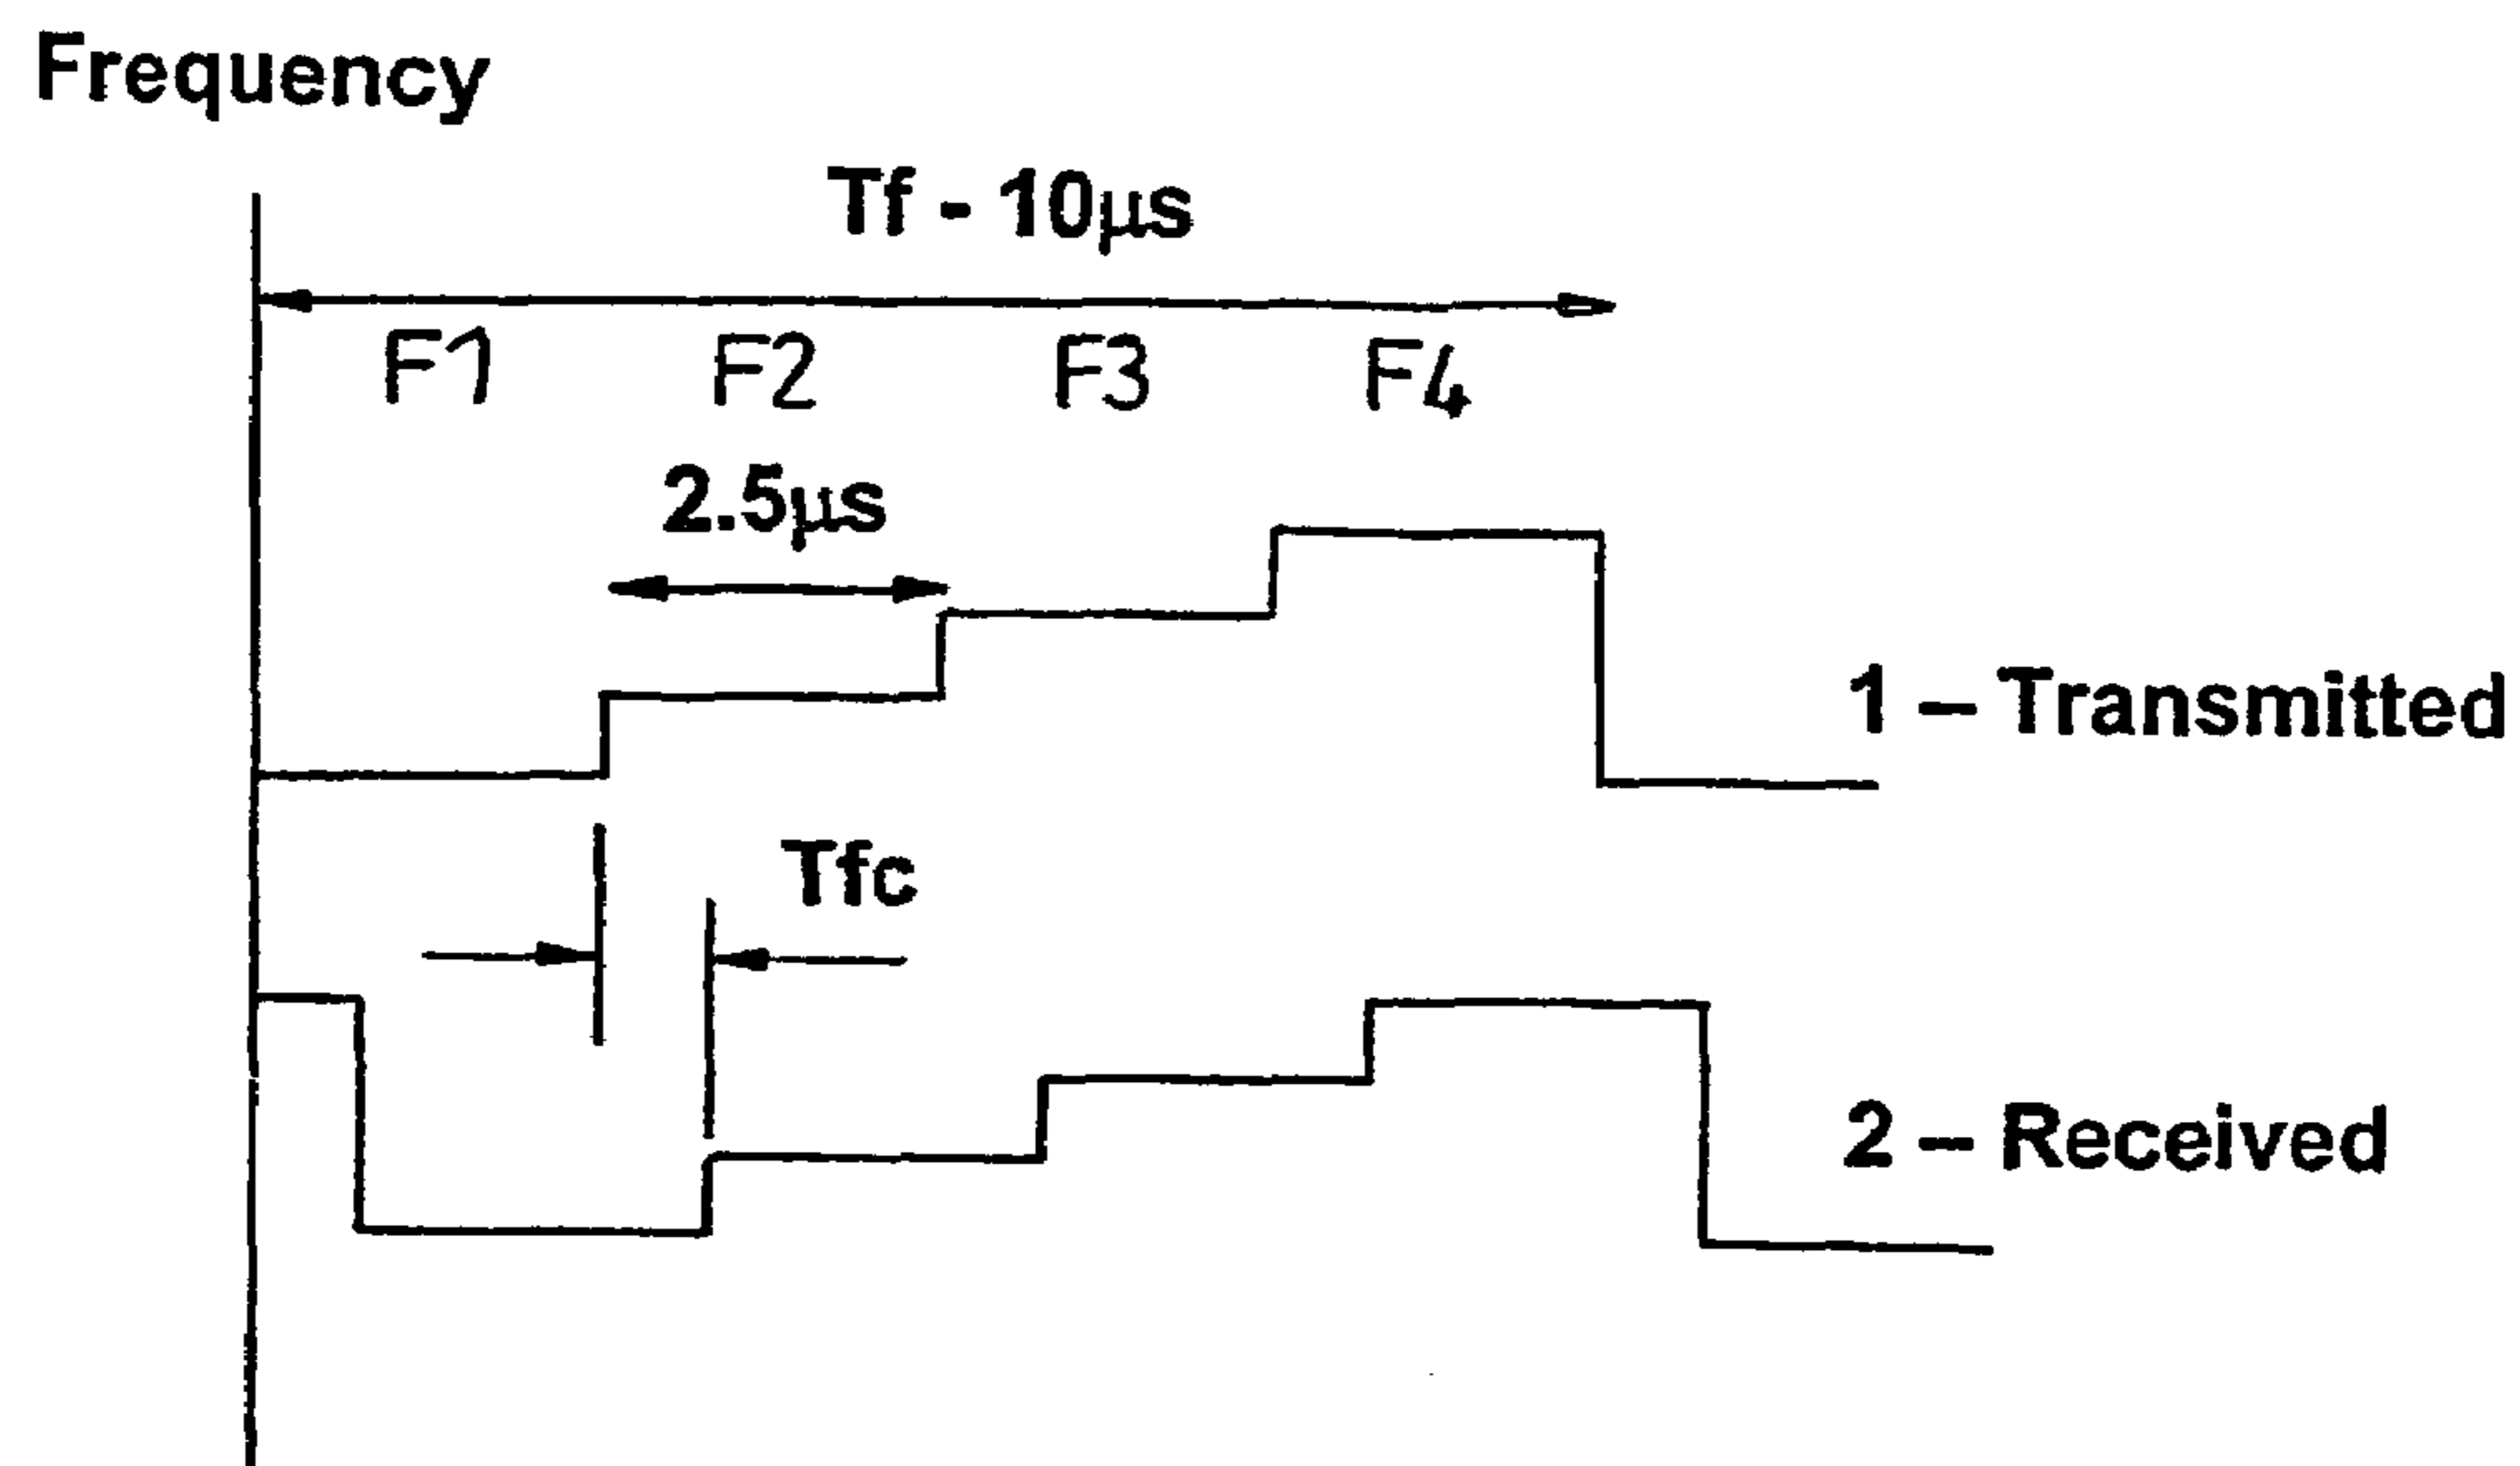 Frequency
Tf - 10µs
F1 F2 F3 F4
2.5µs
1 – Transmitted
Tfc
2 – Received